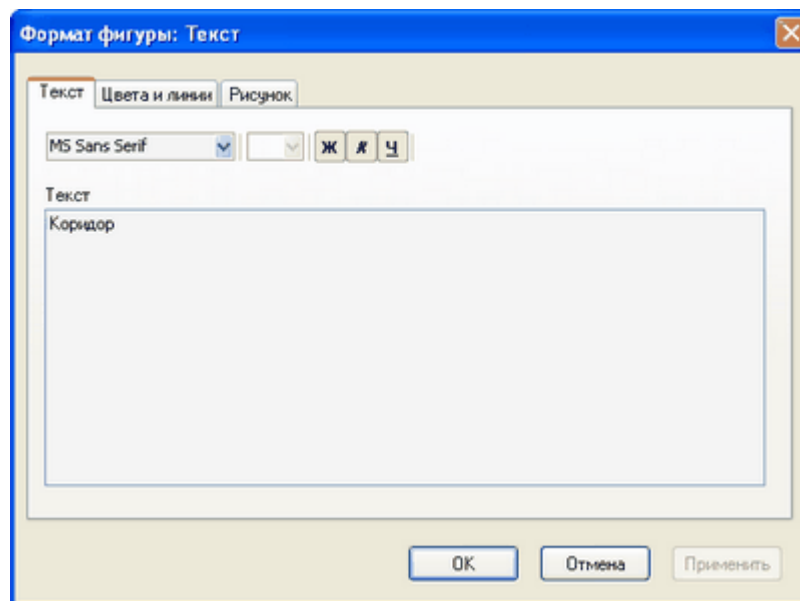 Формат фигуры: Текст
Текст Цвета и линии Рисунок
MS Sans Serif Ж К Ч
Текст
Коридор
OK Отмена Применить